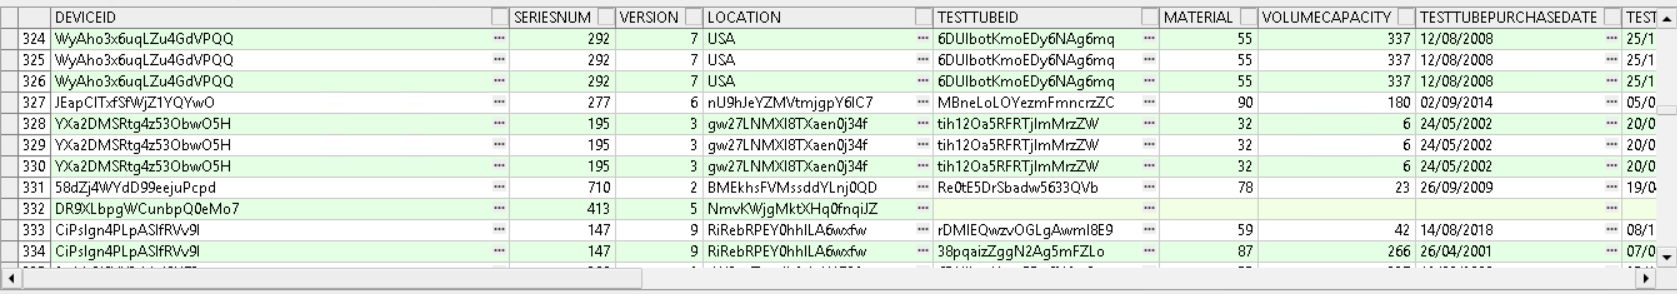 DEVICEID SERIESNUM VERSION LOCATION TESTTUBEID MATERIAL VOLUMECAPACITY TESTTUBEPURCHASEDATE TEST
324 WyAho3x6uqLZu4GdVPQQ ... 292 7 USA ... 6DUIbotKmoEDy6NAg6mq ... 55 337 12/08/2008 ... 25/1
325 WyAho3x6uqLZu4GdVPQQ ... 292 7 USA ... 6DUIbotKmoEDy6NAg6mq ... 55 337 12/08/2008 ... 25/1
326 WyAho3x6uqLZu4GdVPQQ ... 292 7 USA ... 6DUIbotKmoEDy6NAg6mq ... 55 337 12/08/2008 ... 25/1
327 JEapCITxfSfWjZ1YQYwO ... 277 6 nU9hJeYZMVtmjgpY6IC7 ... MBneLoLOYezmFmncrzZC ... 90 180 02/09/2014 ... 05/0
328 YXa2DMSRtg4z53ObwO5H ... 195 3 gw27LNMXI8TXaen0j34f ... tih12Oa5RFRTjImMrzZW ... 32 6 24/05/2002 ... 20/0
329 YXa2DMSRtg4z53ObwO5H ... 195 3 gw27LNMXI8TXaen0j34f ... tih12Oa5RFRTjImMrzZW ... 32 6 24/05/2002 ... 20/0
330 YXa2DMSRtg4z53ObwO5H ... 195 3 gw27LNMXI8TXaen0j34f ... tih12Oa5RFRTjImMrzZW ... 32 6 24/05/2002 ... 20/0
331 58dZj4WYdD99eejuPcpd ... 710 2 BMEkhsFVMssddYLnj0QD ... Re0tE5DrSbadw5633QVb ... 78 23 26/09/2009 ... 19/0
332 DR9XLbpgWCunbpQ0eMo7 ... 413 5 NmvKWjgMktXHq0fnqiJZ ... ... ...
333 CiPsIgn4PLpASIfRVv9I ... 147 9 RiRebRPEY0hhILA6wxfw ... rDMIEQwzvOGLgAwmI8E9 ... 59 42 14/08/2018 ... 08/1
334 CiPsIgn4PLpASIfRVv9I ... 147 9 RiRebRPEY0hhILA6wxfw ... 38pqaizZggN2Ag5mFZLo ... 87 266 26/04/2001 ... 07/0